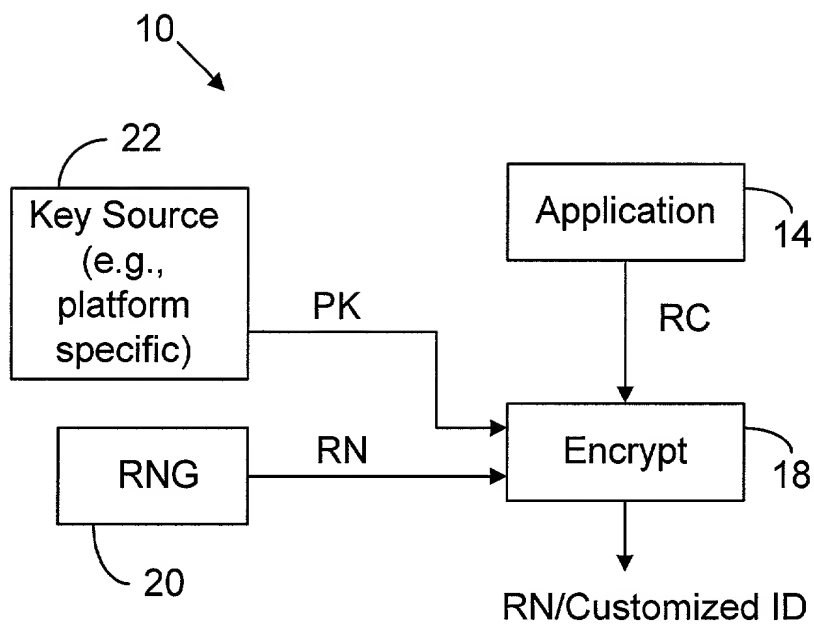 10
22
Key Source
(e.g.,
platform
specific)
Application
14
PK
RC
RNG
RN
Encrypt
18
20
RN/Customized ID